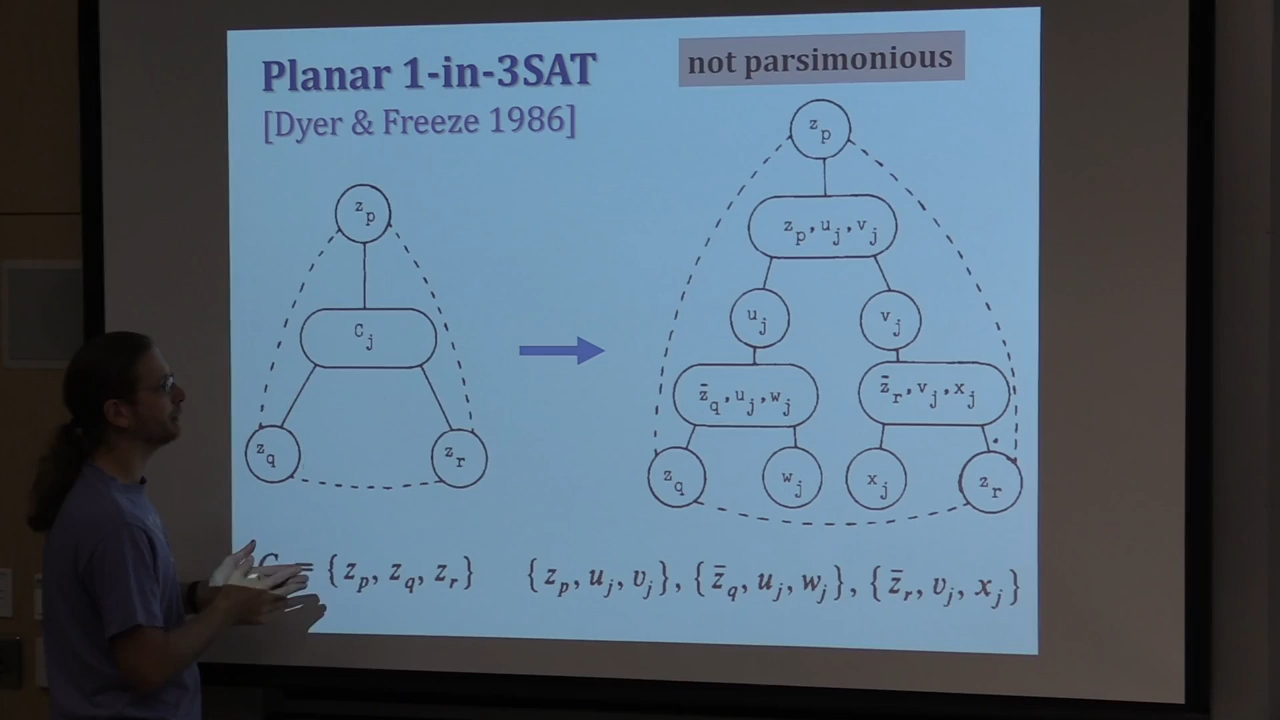 Planar 1-in-3SAT
[Dyer & Freeze 1986]
not parsimonious
z_p
C_j
z_q
z_r
z_p
z_p, u_j, v_j
u_j
v_j
z̄_q, u_j, w_j
z̄_r, v_j, x_j
z_q
w_j
x_j
z_r
= {z_p, z_q, z_r}
{z_p, u_j, v_j}, {z̄_q, u_j, w_j}, {z̄_r, v_j, x_j}